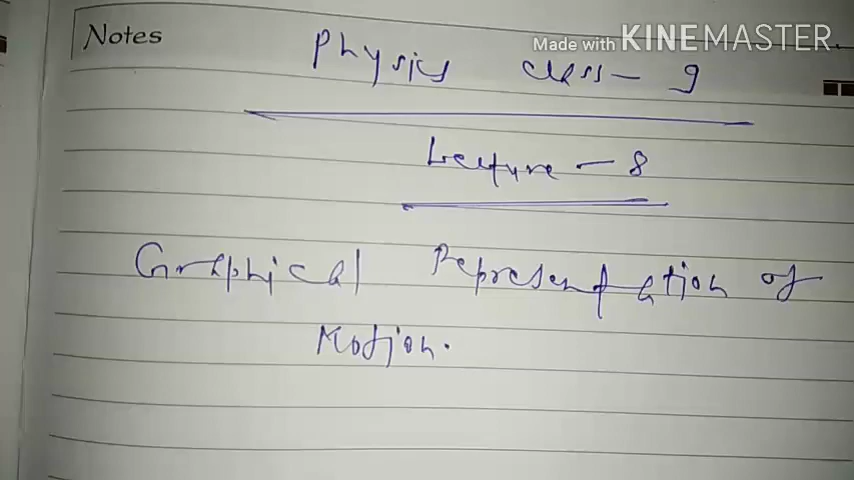 Made with KINEMASTER
Notes
Physics class - 9
Lecture - 8
Graphical Representation of
Motion.